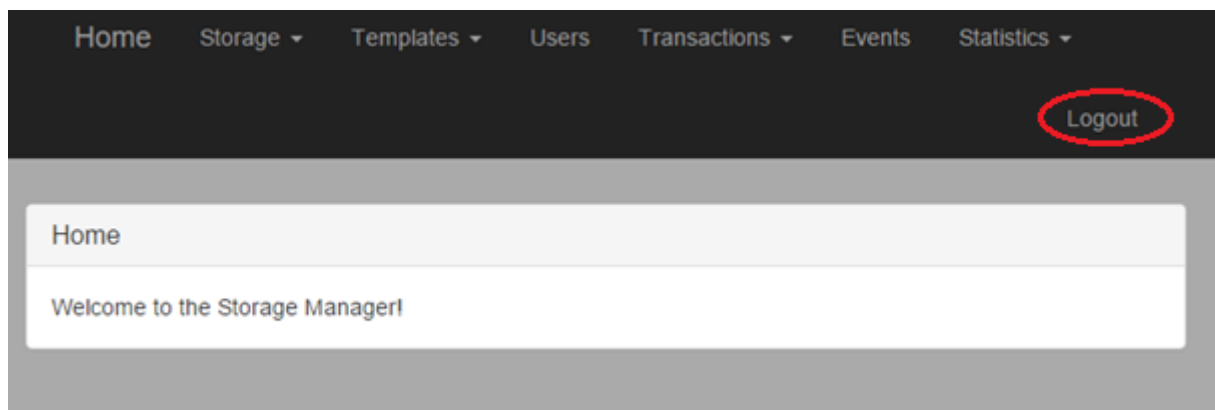 Home Storage Templates Users Transactions Events Statistics
Logout
Home
Welcome to the Storage Manager!